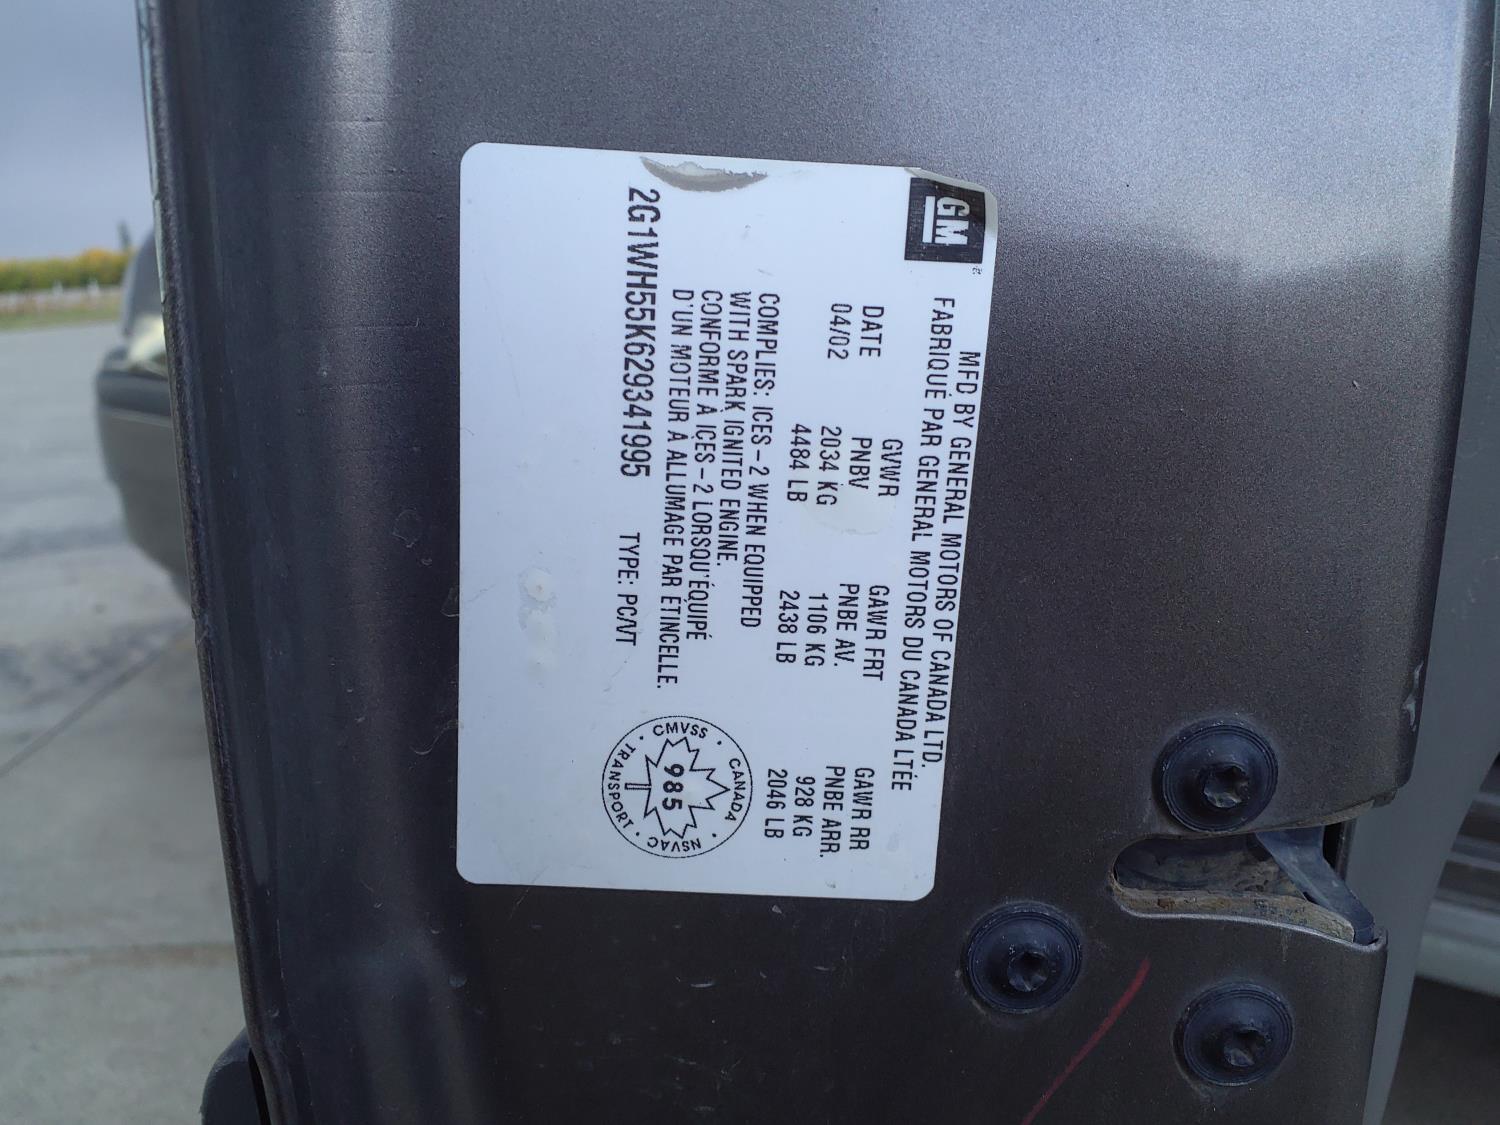 GM
MFD BY GENERAL MOTORS OF CANADA LTD.
FABRIQUÉ PAR GENERAL MOTORS DU CANADA LTÉE
DATE GVWR GAWR FRT GAWR RR
PNBV PNBE AV. PNBE ARR.
04/02 2034 KG 1106 KG 928 KG
4484 LB 2438 LB 2046 LB
COMPLIES: ICES-2 WHEN EQUIPPED
WITH SPARK IGNITED ENGINE.
CONFORME À ICES-2 LORSQU'ÉQUIPÉ
D'UN MOTEUR À ALLUMAGE PAR ETINCELLE.
2G1WH55K629341995 TYPE: PC/VT
CANADA · CMVSS · TRANSPORT · NSVAC ·
985